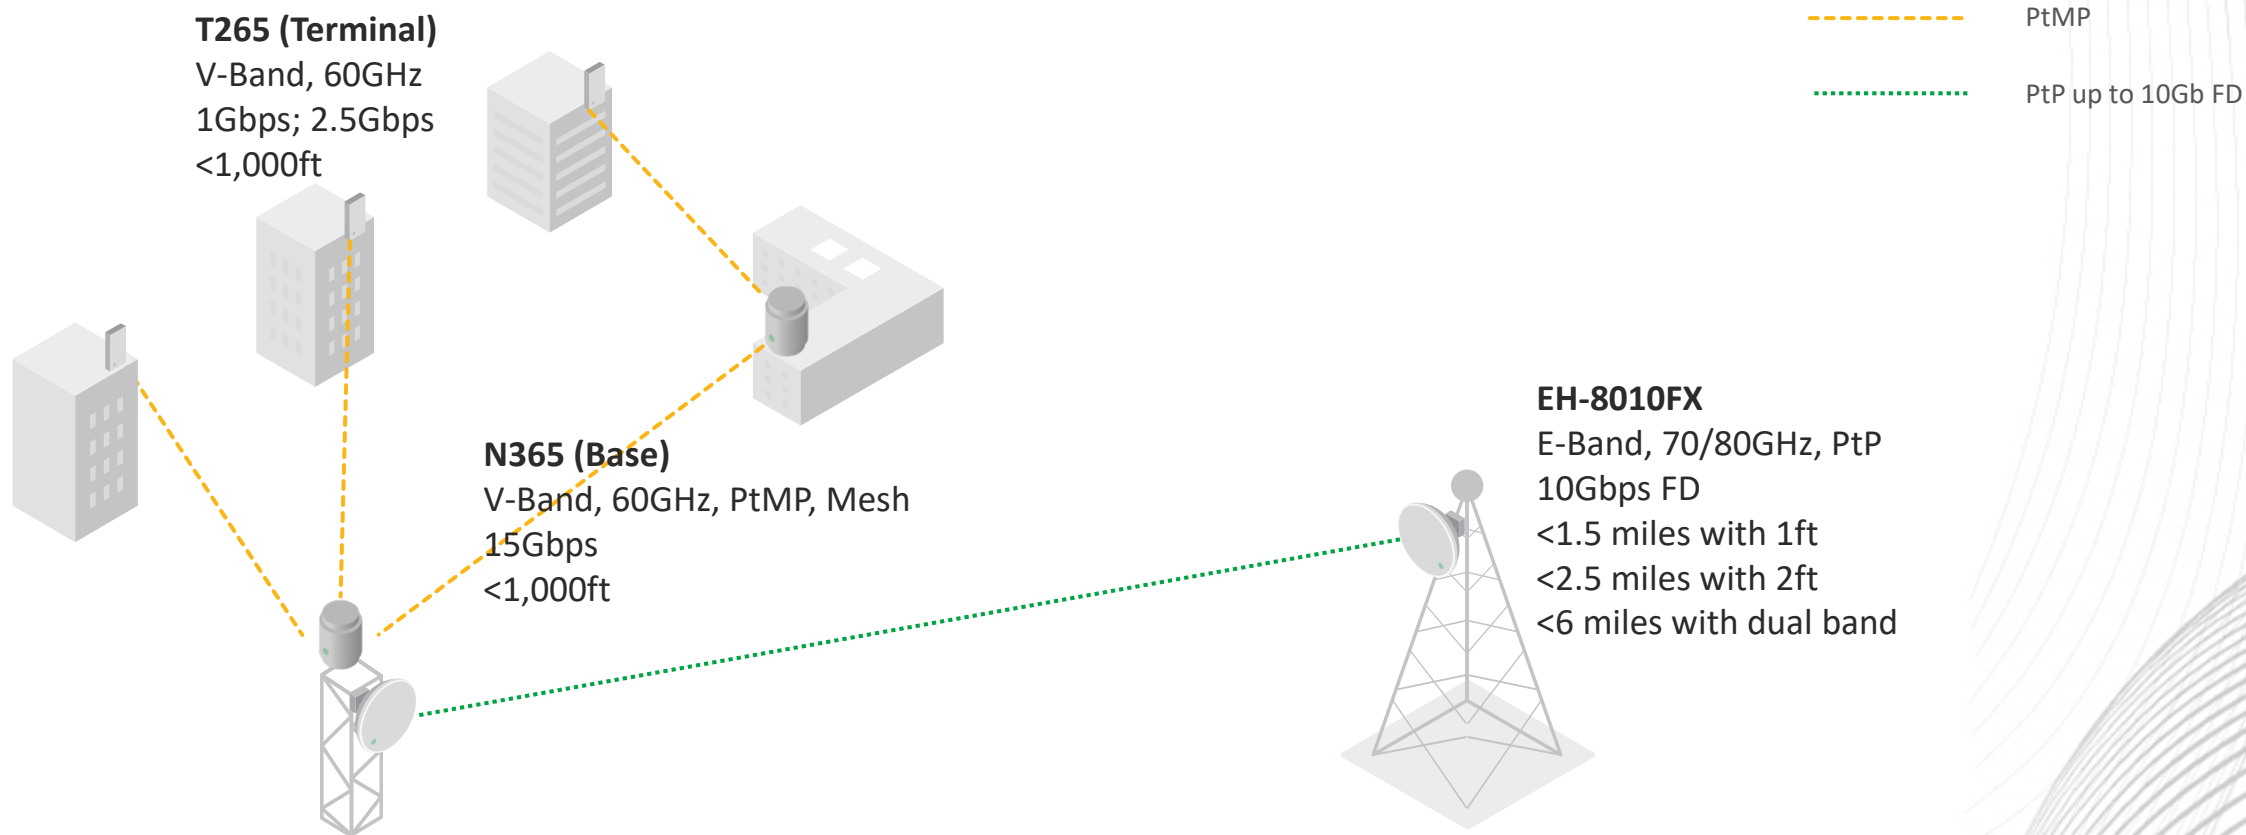 T265 (Terminal)
V-Band, 60GHz
1Gbps; 2.5Gbps
<1,000ft
PtMP
PtP up to 10Gb FD
N365 (Base)
V-Band, 60GHz, PtMP, Mesh
15Gbps
<1,000ft
EH-8010FX
E-Band, 70/80GHz, PtP
10Gbps FD
<1.5 miles with 1ft
<2.5 miles with 2ft
<6 miles with dual band